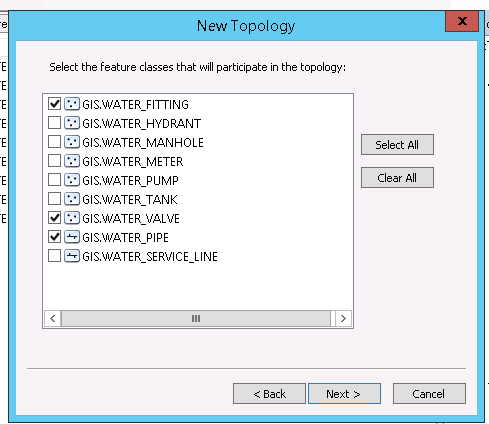 New Topology
x
Select the feature classes that will participate in the topology:
GIS.WATER_FITTING
GIS.WATER_HYDRANT
GIS.WATER_MANHOLE
GIS.WATER_METER
GIS.WATER_PUMP
GIS.WATER_TANK
GIS.WATER_VALVE
GIS.WATER_PIPE
GIS.WATER_SERVICE_LINE
Select All
Clear All
< Back
Next >
Cancel